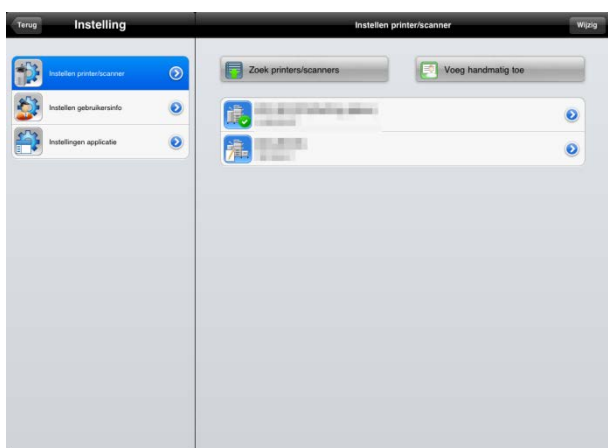 Terug
Instelling
Instellen printer/scanner
Wijzig
Instellen printer/scanner
Instellen gebruikersinfo
Instellingen applicatie
Zoek printers/scanners
Voeg handmatig toe